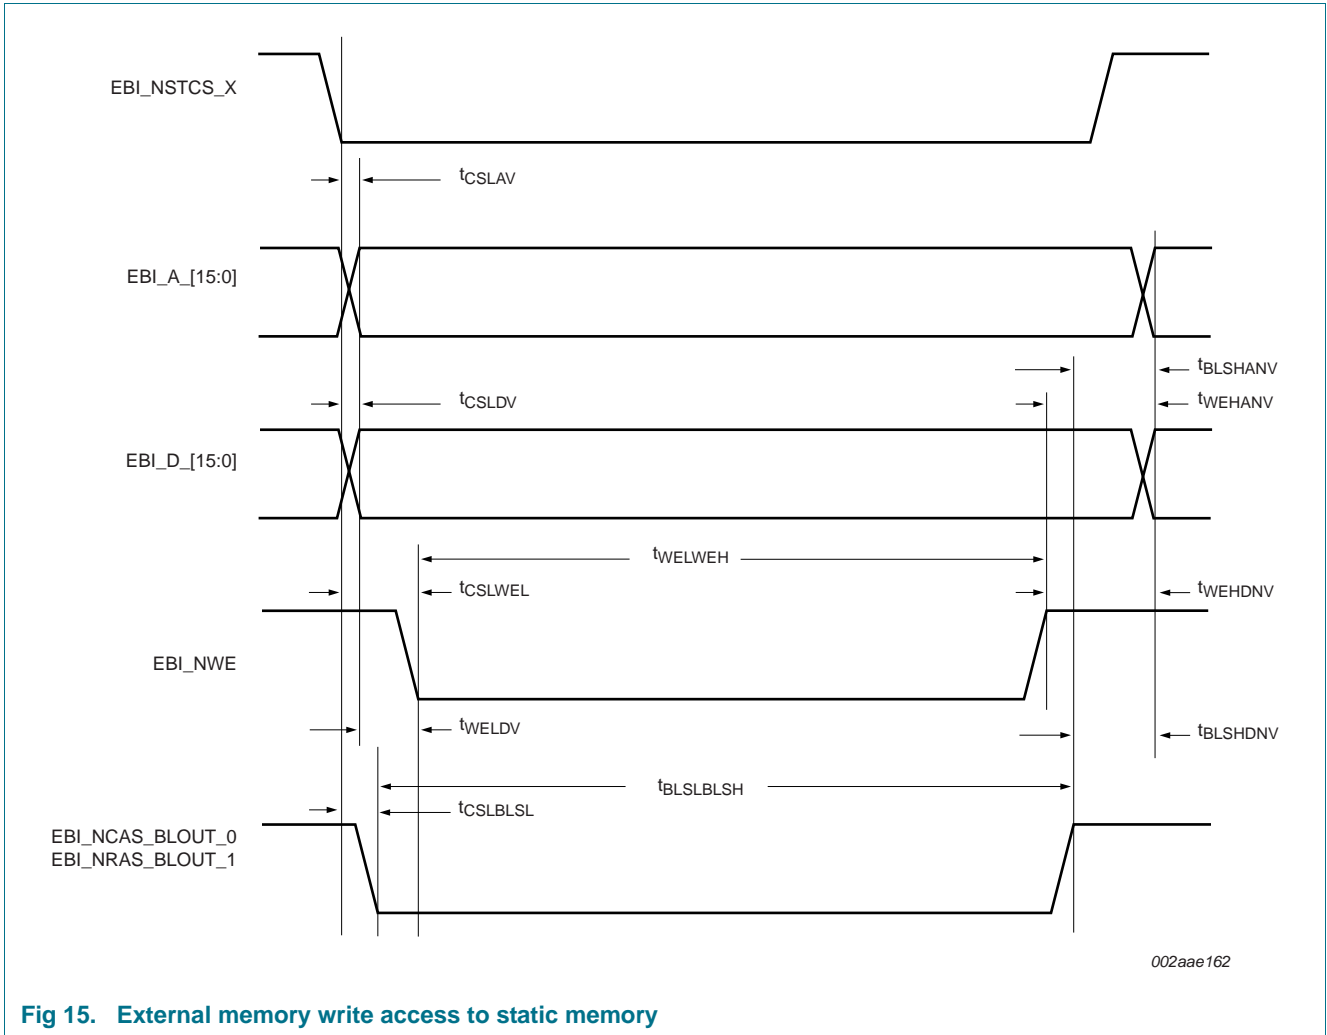 EBI_NSTCS_X
tCSLAV
EBI_A_[15:0]
tBLSHANV
tCSLDV
tWEHANV
EBI_D_[15:0]
tWELWEH
tCSLWEL
tWEHDNV
EBI_NWE
tWELDV
tBLSHDNV
tBLSLBLSH
tCSLBLSL
EBI_NCAS_BLOUT_0
EBI_NRAS_BLOUT_1
002aae162
Fig 15. External memory write access to static memory